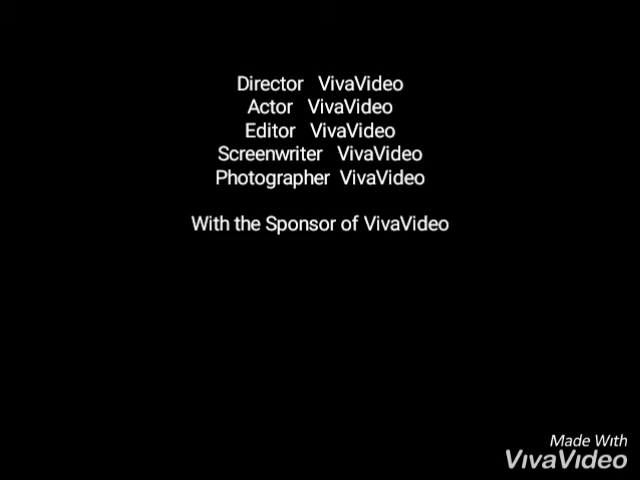 Director VivaVideo
Actor VivaVideo
Editor VivaVideo
Screenwriter VivaVideo
Photographer VivaVideo
With the Sponsor of VivaVideo
Made With
VivaVideo